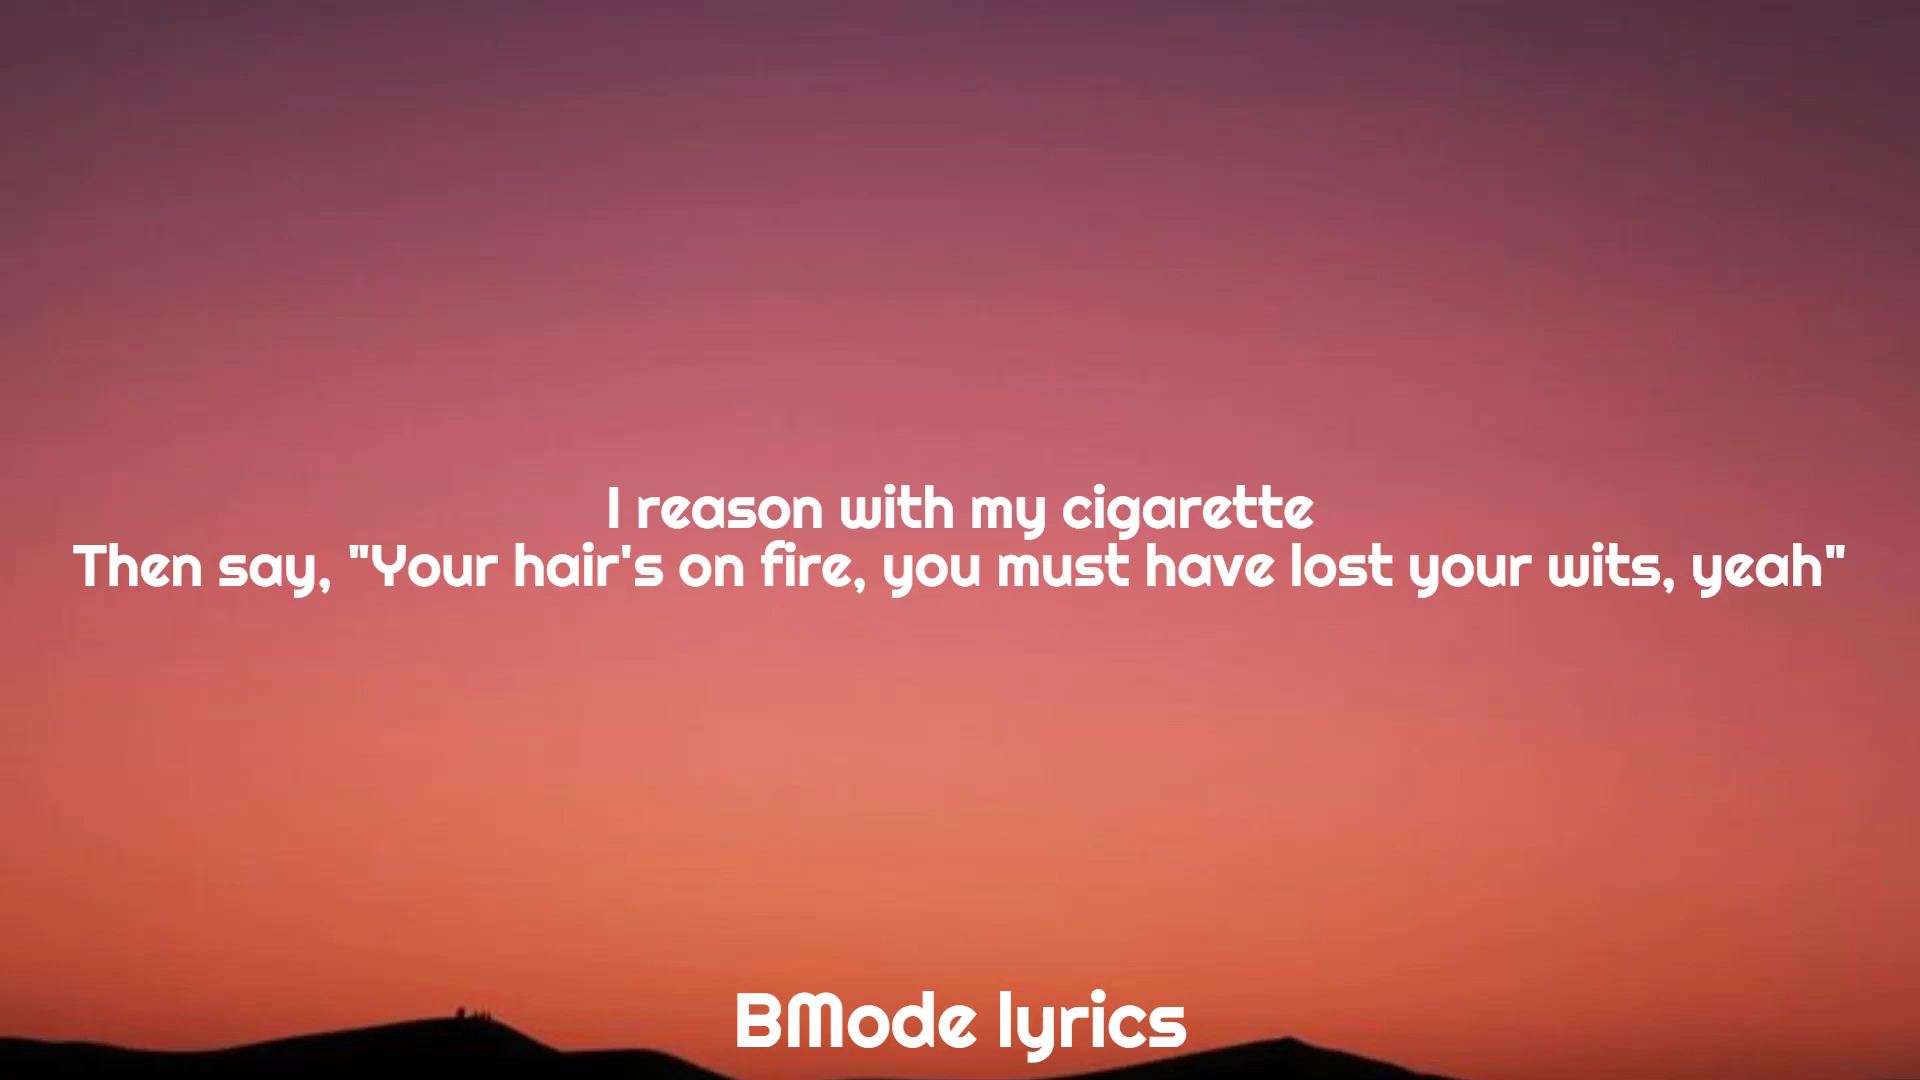 I reason with my cigarette
Then say, "Your hair's on fire, you must have lost your wits, yeah"
BMode lyrics